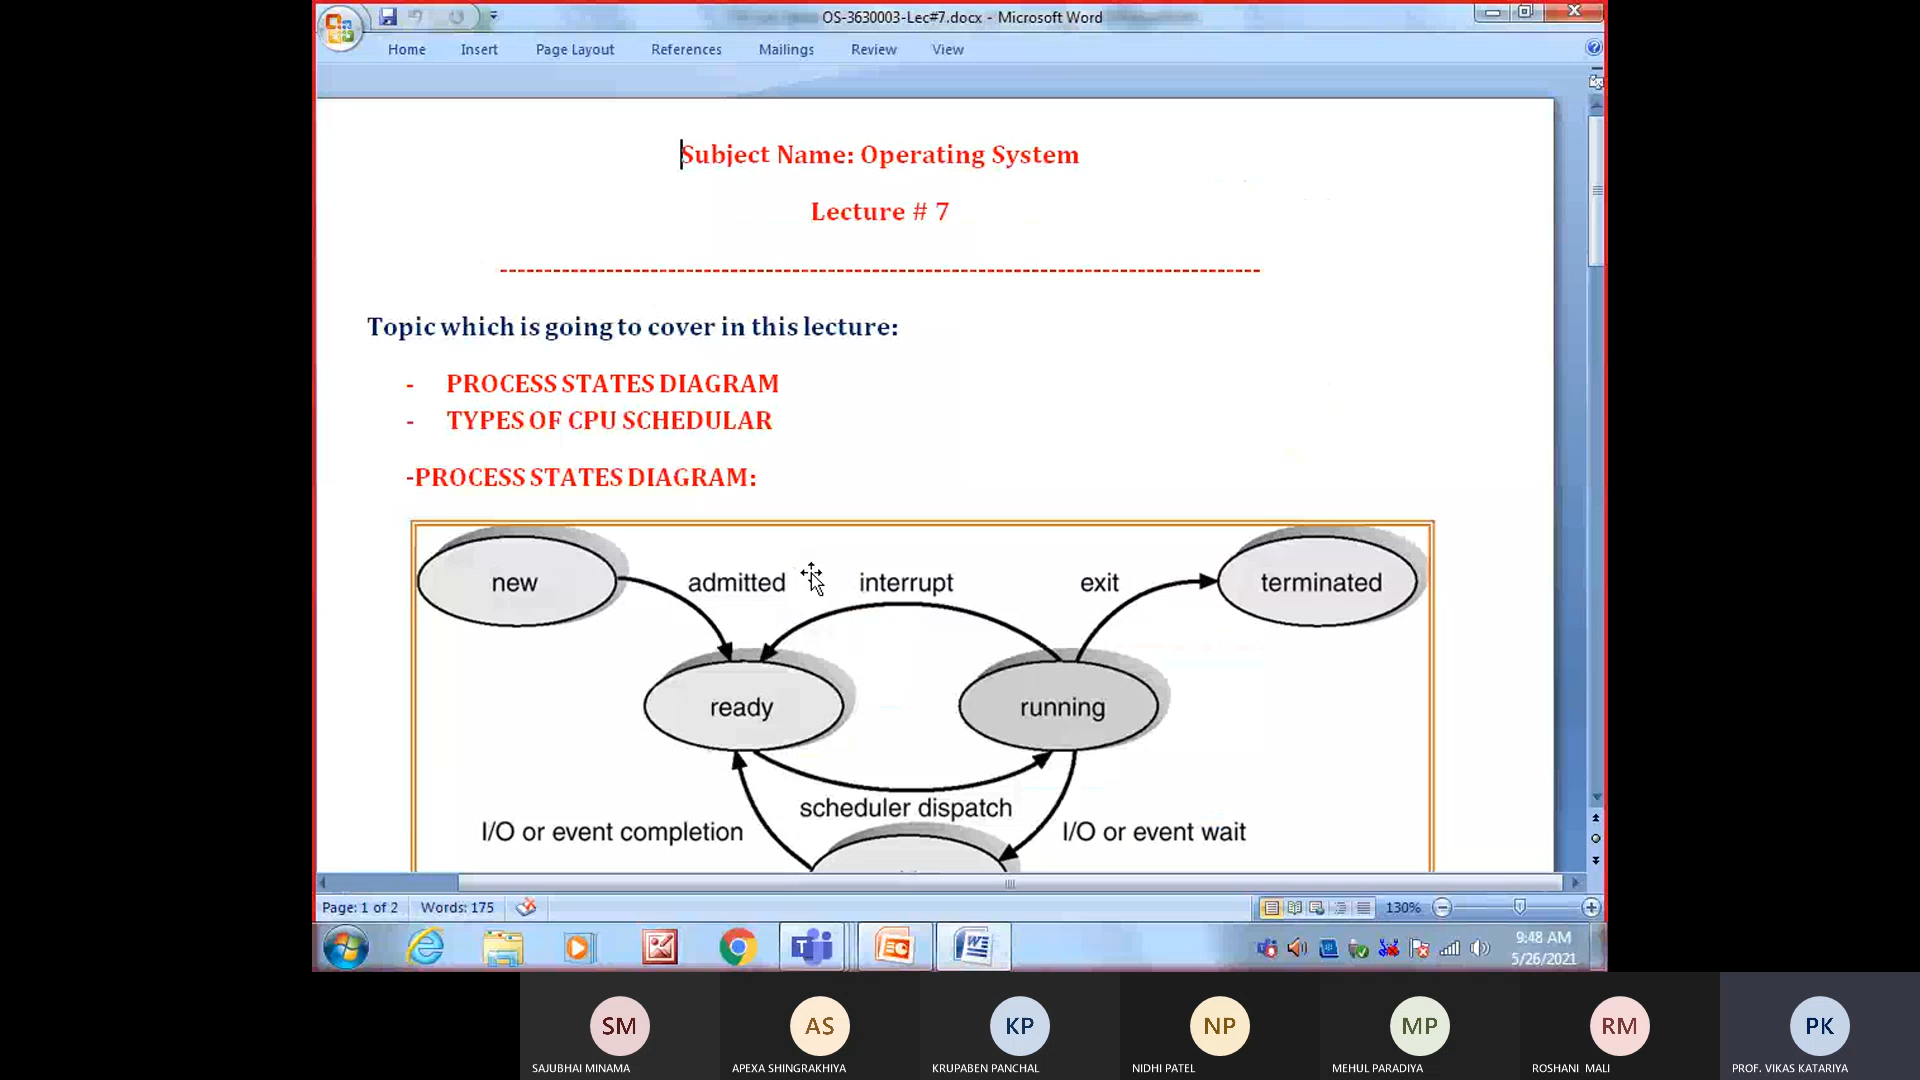 OS-3630003-Lec#7.docx - Microsoft Word
Home Insert Page Layout References Mailings Review View
Subject Name: Operating System
Lecture # 7
--------------------------------------------------------------------------------
Topic which is going to cover in this lecture:
- PROCESS STATES DIAGRAM
- TYPES OF CPU SCHEDULAR
-PROCESS STATES DIAGRAM:
new admitted interrupt exit terminated
ready running
scheduler dispatch
I/O or event completion I/O or event wait
Page: 1 of 2 Words: 175 130%
9:48 AM
5/26/2021
SM AS KP NP MP RM PK
SAJUBHAI MINAMA APEXA SHINGRAKHIYA KRUPABEN PANCHAL NIDHI PATEL MEHUL PARADIYA ROSHANI MALI PROF. VIKAS KATARIYA